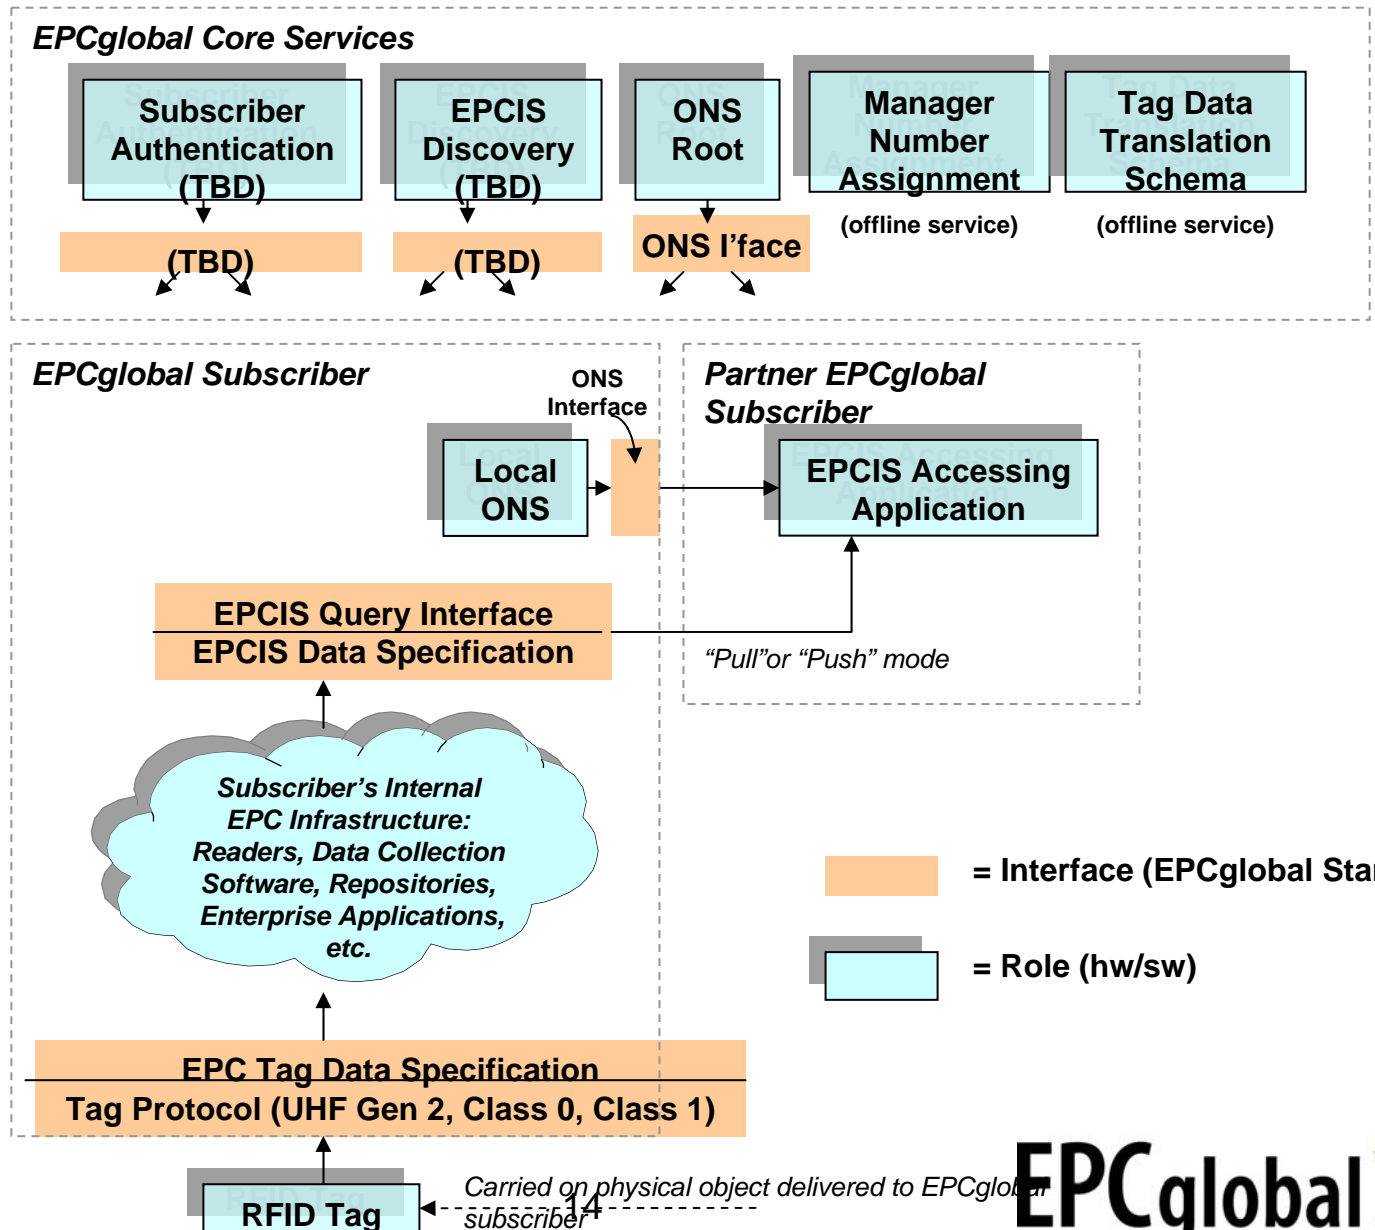 EPCglobal Core Services
Subscriber
Authentication
(TBD)
EPCIS
Discovery
(TBD)
ONS
Root
Manager
Number
Assignment
(offline service)
Tag Data
Translation
Schema
(offline service)
(TBD)
(TBD)
ONS I’face
EPCglobal Subscriber
ONS
Interface
Local
ONS
Partner EPCglobal
Subscriber
EPCIS Accessing
Application
EPCIS Query Interface
EPCIS Data Specification
“Pull”or “Push” mode
Subscriber’s Internal
EPC Infrastructure:
Readers, Data Collection
Software, Repositories,
Enterprise Applications,
etc.
= Interface (EPCglobal Stan
= Role (hw/sw)
EPC Tag Data Specification
Tag Protocol (UHF Gen 2, Class 0, Class 1)
RFID Tag
Carried on physical object delivered to EPCglobal
subscriber
14
EPCglobal